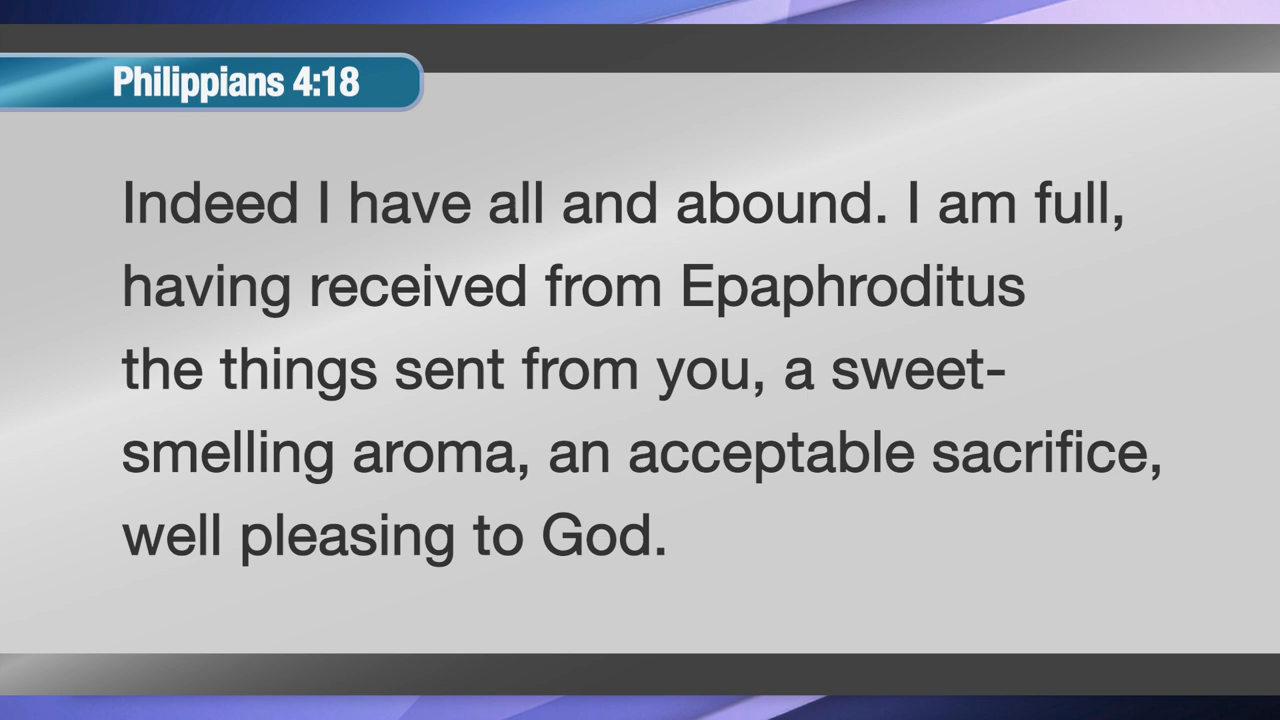 Philippians 4:18
Indeed I have all and abound. I am full,
having received from Epaphroditus
the things sent from you, a sweet-
smelling aroma, an acceptable sacrifice,
well pleasing to God.